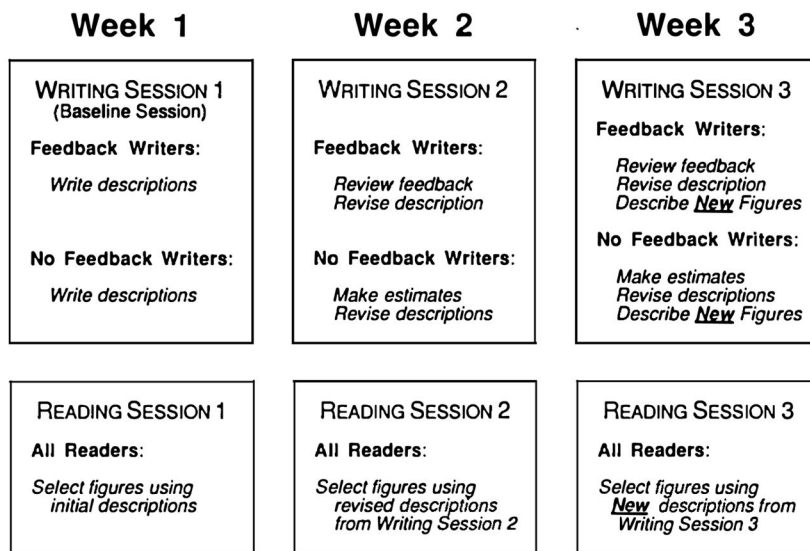 Week 1
WRITING SESSION 1
(Baseline Session)
Feedback Writers:
Write descriptions
No Feedback Writers:
Write descriptions
READING SESSION 1
All Readers:
Select figures using
initial descriptions
Week 2
WRITING SESSION 2
Feedback Writers:
Review feedback
Revise description
No Feedback Writers:
Make estimates
Revise descriptions
READING SESSION 2
All Readers:
Select figures using
revised descriptions
from Writing Session 2
Week 3
WRITING SESSION 3
Feedback Writers:
Review feedback
Revise description
Describe New Figures
No Feedback Writers:
Make estimates
Revise descriptions
Describe New Figures
READING SESSION 3
All Readers:
Select figures using
New descriptions from
Writing Session 3